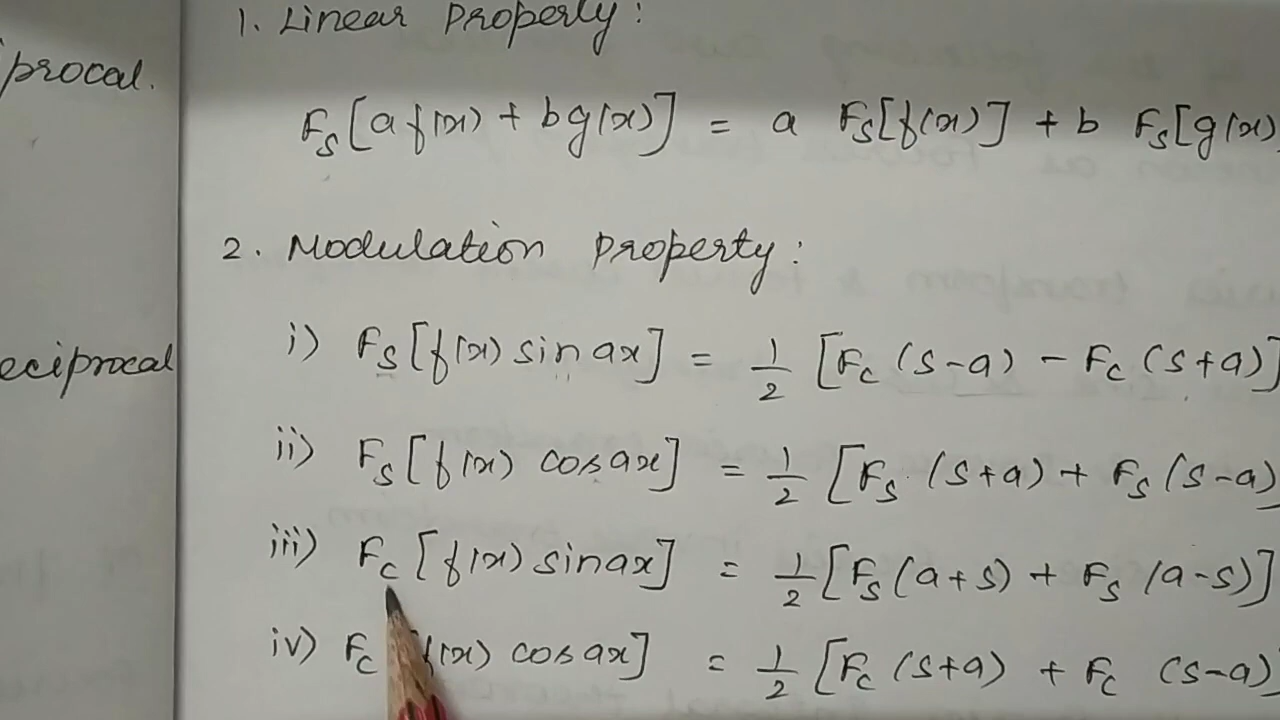 1. Linear Property:
procal.
Fs[a f(x) + b g(x)] = a Fs[f(x)] + b Fs[g(x)
2. Modulation Property:
i) Fs[f(x) sin ax] = 1/2 [Fc (s-a) - Fc (s+a)]
eciprocal
ii) Fs[f(x) cos ax] = 1/2 [Fs (s+a) + Fs (s-a)
iii) Fc [f(x) sin ax] = 1/2 [Fs (a+s) + Fs (a-s)]
iv) Fc f(x) cos ax] = 1/2 [Fc (s+a) + Fc (s-a)